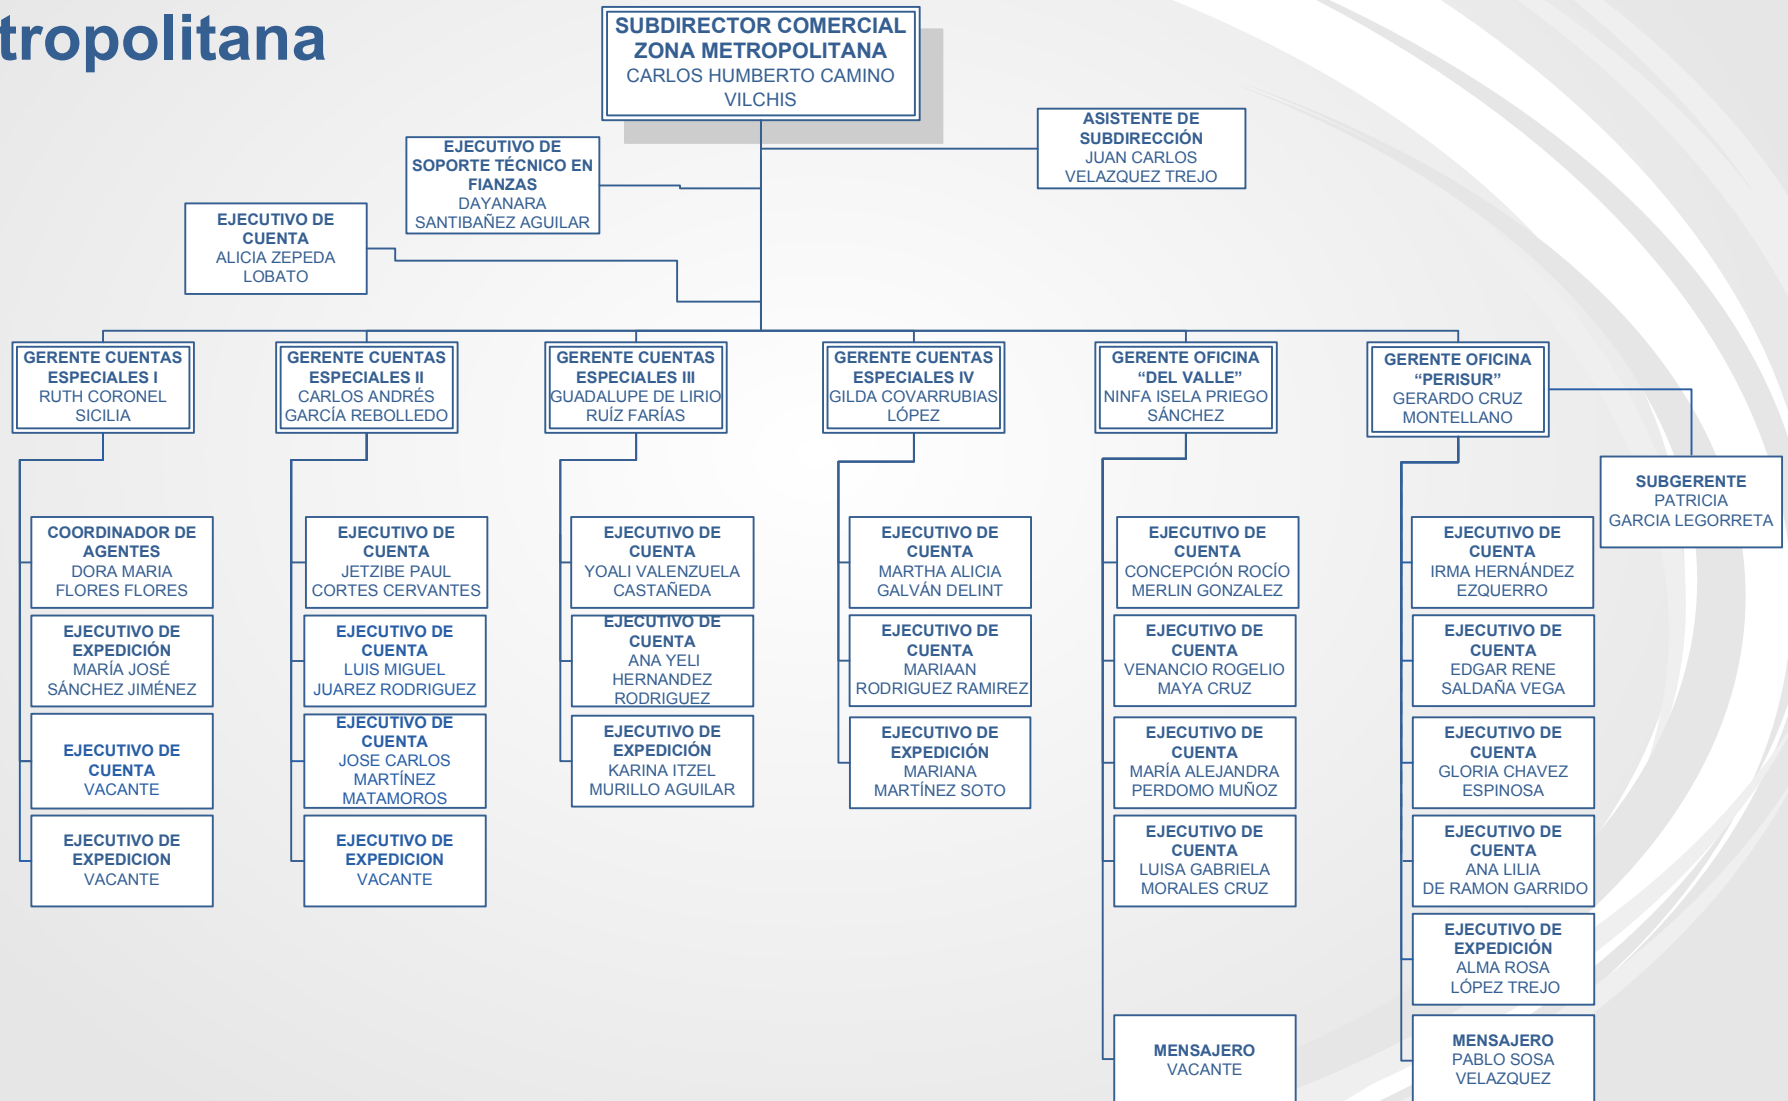 tropolitana
SUBDIRECTOR COMERCIAL
ZONA METROPOLITANA
CARLOS HUMBERTO CAMINO
VILCHIS
ASISTENTE DE
SUBDIRECCIÓN
JUAN CARLOS
VELAZQUEZ TREJO
EJECUTIVO DE
SOPORTE TÉCNICO EN
FIANZAS
DAYANARA
SANTIBAÑEZ AGUILAR
EJECUTIVO DE
CUENTA
ALICIA ZEPEDA
LOBATO
GERENTE CUENTAS
ESPECIALES I
RUTH CORONEL
SICILIA
GERENTE CUENTAS
ESPECIALES II
CARLOS ANDRÉS
GARCÍA REBOLLEDO
GERENTE CUENTAS
ESPECIALES III
GUADALUPE DE LIRIO
RUÍZ FARÍAS
GERENTE CUENTAS
ESPECIALES IV
GILDA COVARRUBIAS
LÓPEZ
GERENTE OFICINA
“DEL VALLE”
NINFA ISELA PRIEGO
SÁNCHEZ
GERENTE OFICINA
“PERISUR”
GERARDO CRUZ
MONTELLANO
SUBGERENTE
PATRICIA
GARCIA LEGORRETA
COORDINADOR DE
AGENTES
DORA MARIA
FLORES FLORES
EJECUTIVO DE
EXPEDICIÓN
MARÍA JOSÉ
SÁNCHEZ JIMÉNEZ
EJECUTIVO DE
CUENTA
VACANTE
EJECUTIVO DE
EXPEDICION
VACANTE
EJECUTIVO DE
CUENTA
JETZIBE PAUL
CORTES CERVANTES
EJECUTIVO DE
CUENTA
LUIS MIGUEL
JUAREZ RODRIGUEZ
EJECUTIVO DE
CUENTA
JOSE CARLOS
MARTÍNEZ
MATAMOROS
EJECUTIVO DE
EXPEDICION
VACANTE
EJECUTIVO DE
CUENTA
YOALI VALENZUELA
CASTAÑEDA
EJECUTIVO DE
CUENTA
ANA YELI
HERNANDEZ
RODRIGUEZ
EJECUTIVO DE
EXPEDICIÓN
KARINA ITZEL
MURILLO AGUILAR
EJECUTIVO DE
CUENTA
MARTHA ALICIA
GALVÁN DELINT
EJECUTIVO DE
CUENTA
MARIAAN
RODRIGUEZ RAMIREZ
EJECUTIVO DE
EXPEDICIÓN
MARIANA
MARTÍNEZ SOTO
EJECUTIVO DE
CUENTA
CONCEPCIÓN ROCÍO
MERLIN GONZALEZ
EJECUTIVO DE
CUENTA
VENANCIO ROGELIO
MAYA CRUZ
EJECUTIVO DE
CUENTA
MARÍA ALEJANDRA
PERDOMO MUÑOZ
EJECUTIVO DE
CUENTA
LUISA GABRIELA
MORALES CRUZ
MENSAJERO
VACANTE
EJECUTIVO DE
CUENTA
IRMA HERNÁNDEZ
EZQUERRO
EJECUTIVO DE
CUENTA
EDGAR RENE
SALDAÑA VEGA
EJECUTIVO DE
CUENTA
GLORIA CHAVEZ
ESPINOSA
EJECUTIVO DE
CUENTA
ANA LILIA
DE RAMON GARRIDO
EJECUTIVO DE
EXPEDICIÓN
ALMA ROSA
LÓPEZ TREJO
MENSAJERO
PABLO SOSA
VELAZQUEZ